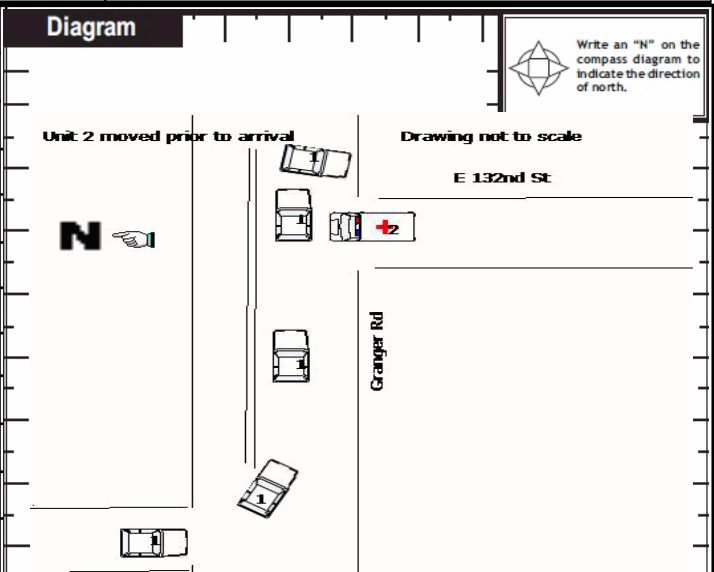 Diagram
Write an “N” on the
compass diagram to
indicate the direction
of north.
Unit 2 moved prior to arrival
Drawing not to scale
E 132nd St
1
1
2
N
Granger Rd
1
1
1